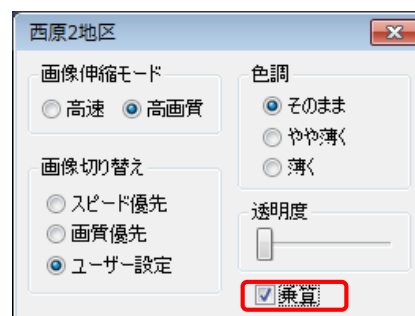 西原2地区
画像伸縮モード
高速 高画質
画像切り替え
スピード優先
画質優先
ユーザー設定
色調
そのまま
やや薄く
薄く
透明度
乗算